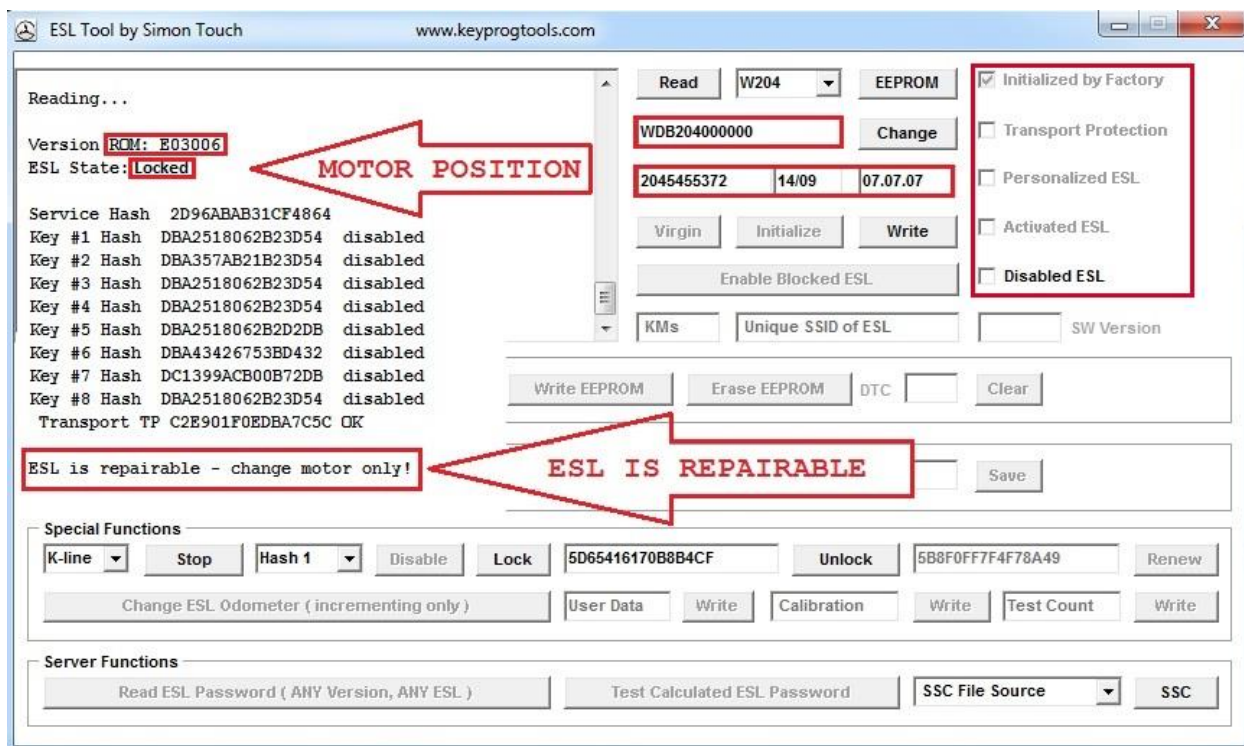 ESL Tool by Simon Touch www.keyprogtools.com
Reading...
Version ROM: E03006
ESL State: Locked
MOTOR POSITION
Service Hash 2D96ABAB31CF4864
Key #1 Hash DBA2518062B23D54 disabled
Key #2 Hash DBA357AB21B23D54 disabled
Key #3 Hash DBA2518062B23D54 disabled
Key #4 Hash DBA2518062B23D54 disabled
Key #5 Hash DBA2518062B2D2DB disabled
Key #6 Hash DBA43426753BD432 disabled
Key #7 Hash DC1399ACB00B72DB disabled
Key #8 Hash DBA2518062B23D54 disabled
Transport TP C2E901F0EDBA7C5C OK
ESL is repairable - change motor only!
ESL IS REPAIRABLE
Read W204 EEPROM
WDB204000000 Change
2045455372 14/09 07.07.07
Virgin Initialize Write
Enable Blocked ESL
KMs Unique SSID of ESL SW Version
Initialized by Factory
Transport Protection
Personalized ESL
Activated ESL
Disabled ESL
Write EEPROM Erase EEPROM DTC Clear
Save
Special Functions
K-line Stop Hash 1 Disable Lock 5D65416170B8B4CF Unlock 5B8F0FF7F4F78A49 Renew
Change ESL Odometer ( incrementing only ) User Data Write Calibration Write Test Count Write
Server Functions
Read ESL Password ( ANY Version, ANY ESL ) Test Calculated ESL Password SSC File Source SSC